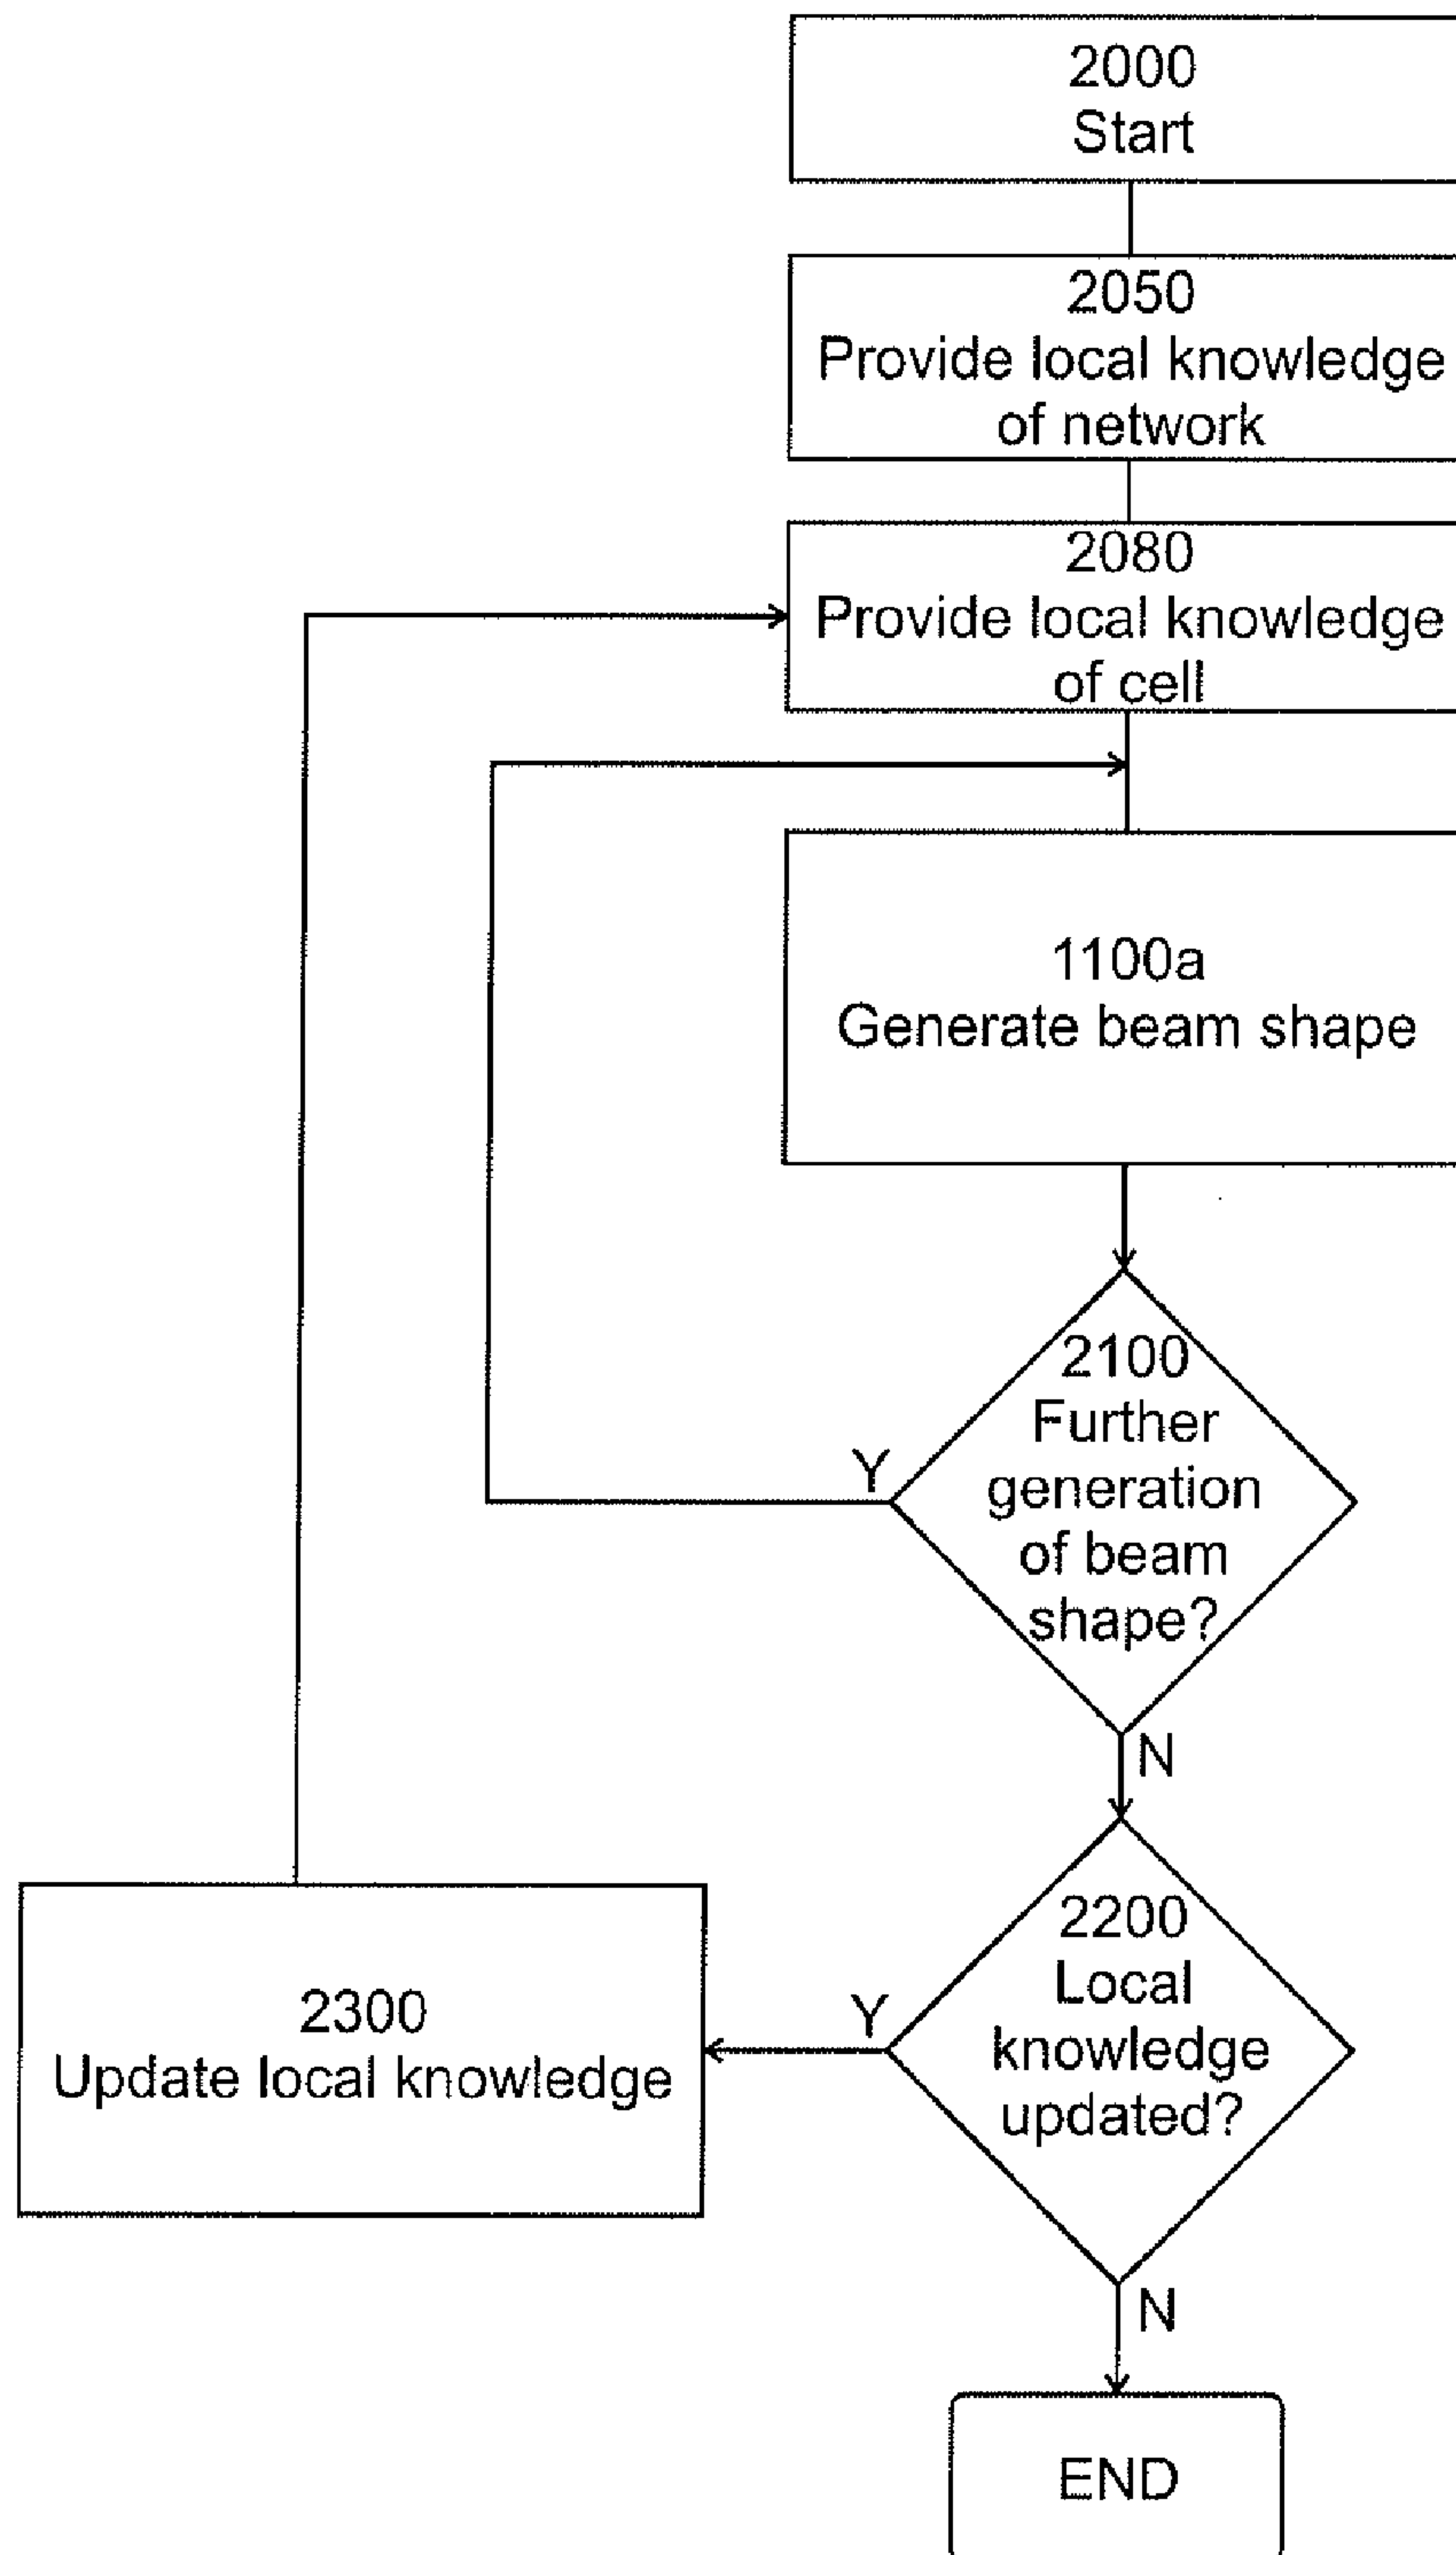 2000
Start
2050
Provide local knowledge
of network
2080
Provide local knowledge
of cell
1100a
Generate beam shape
2100
Further
generation
of beam
shape?
Y
N
2200
Local
knowledge
updated?
Y
N
2300
Update local knowledge
END